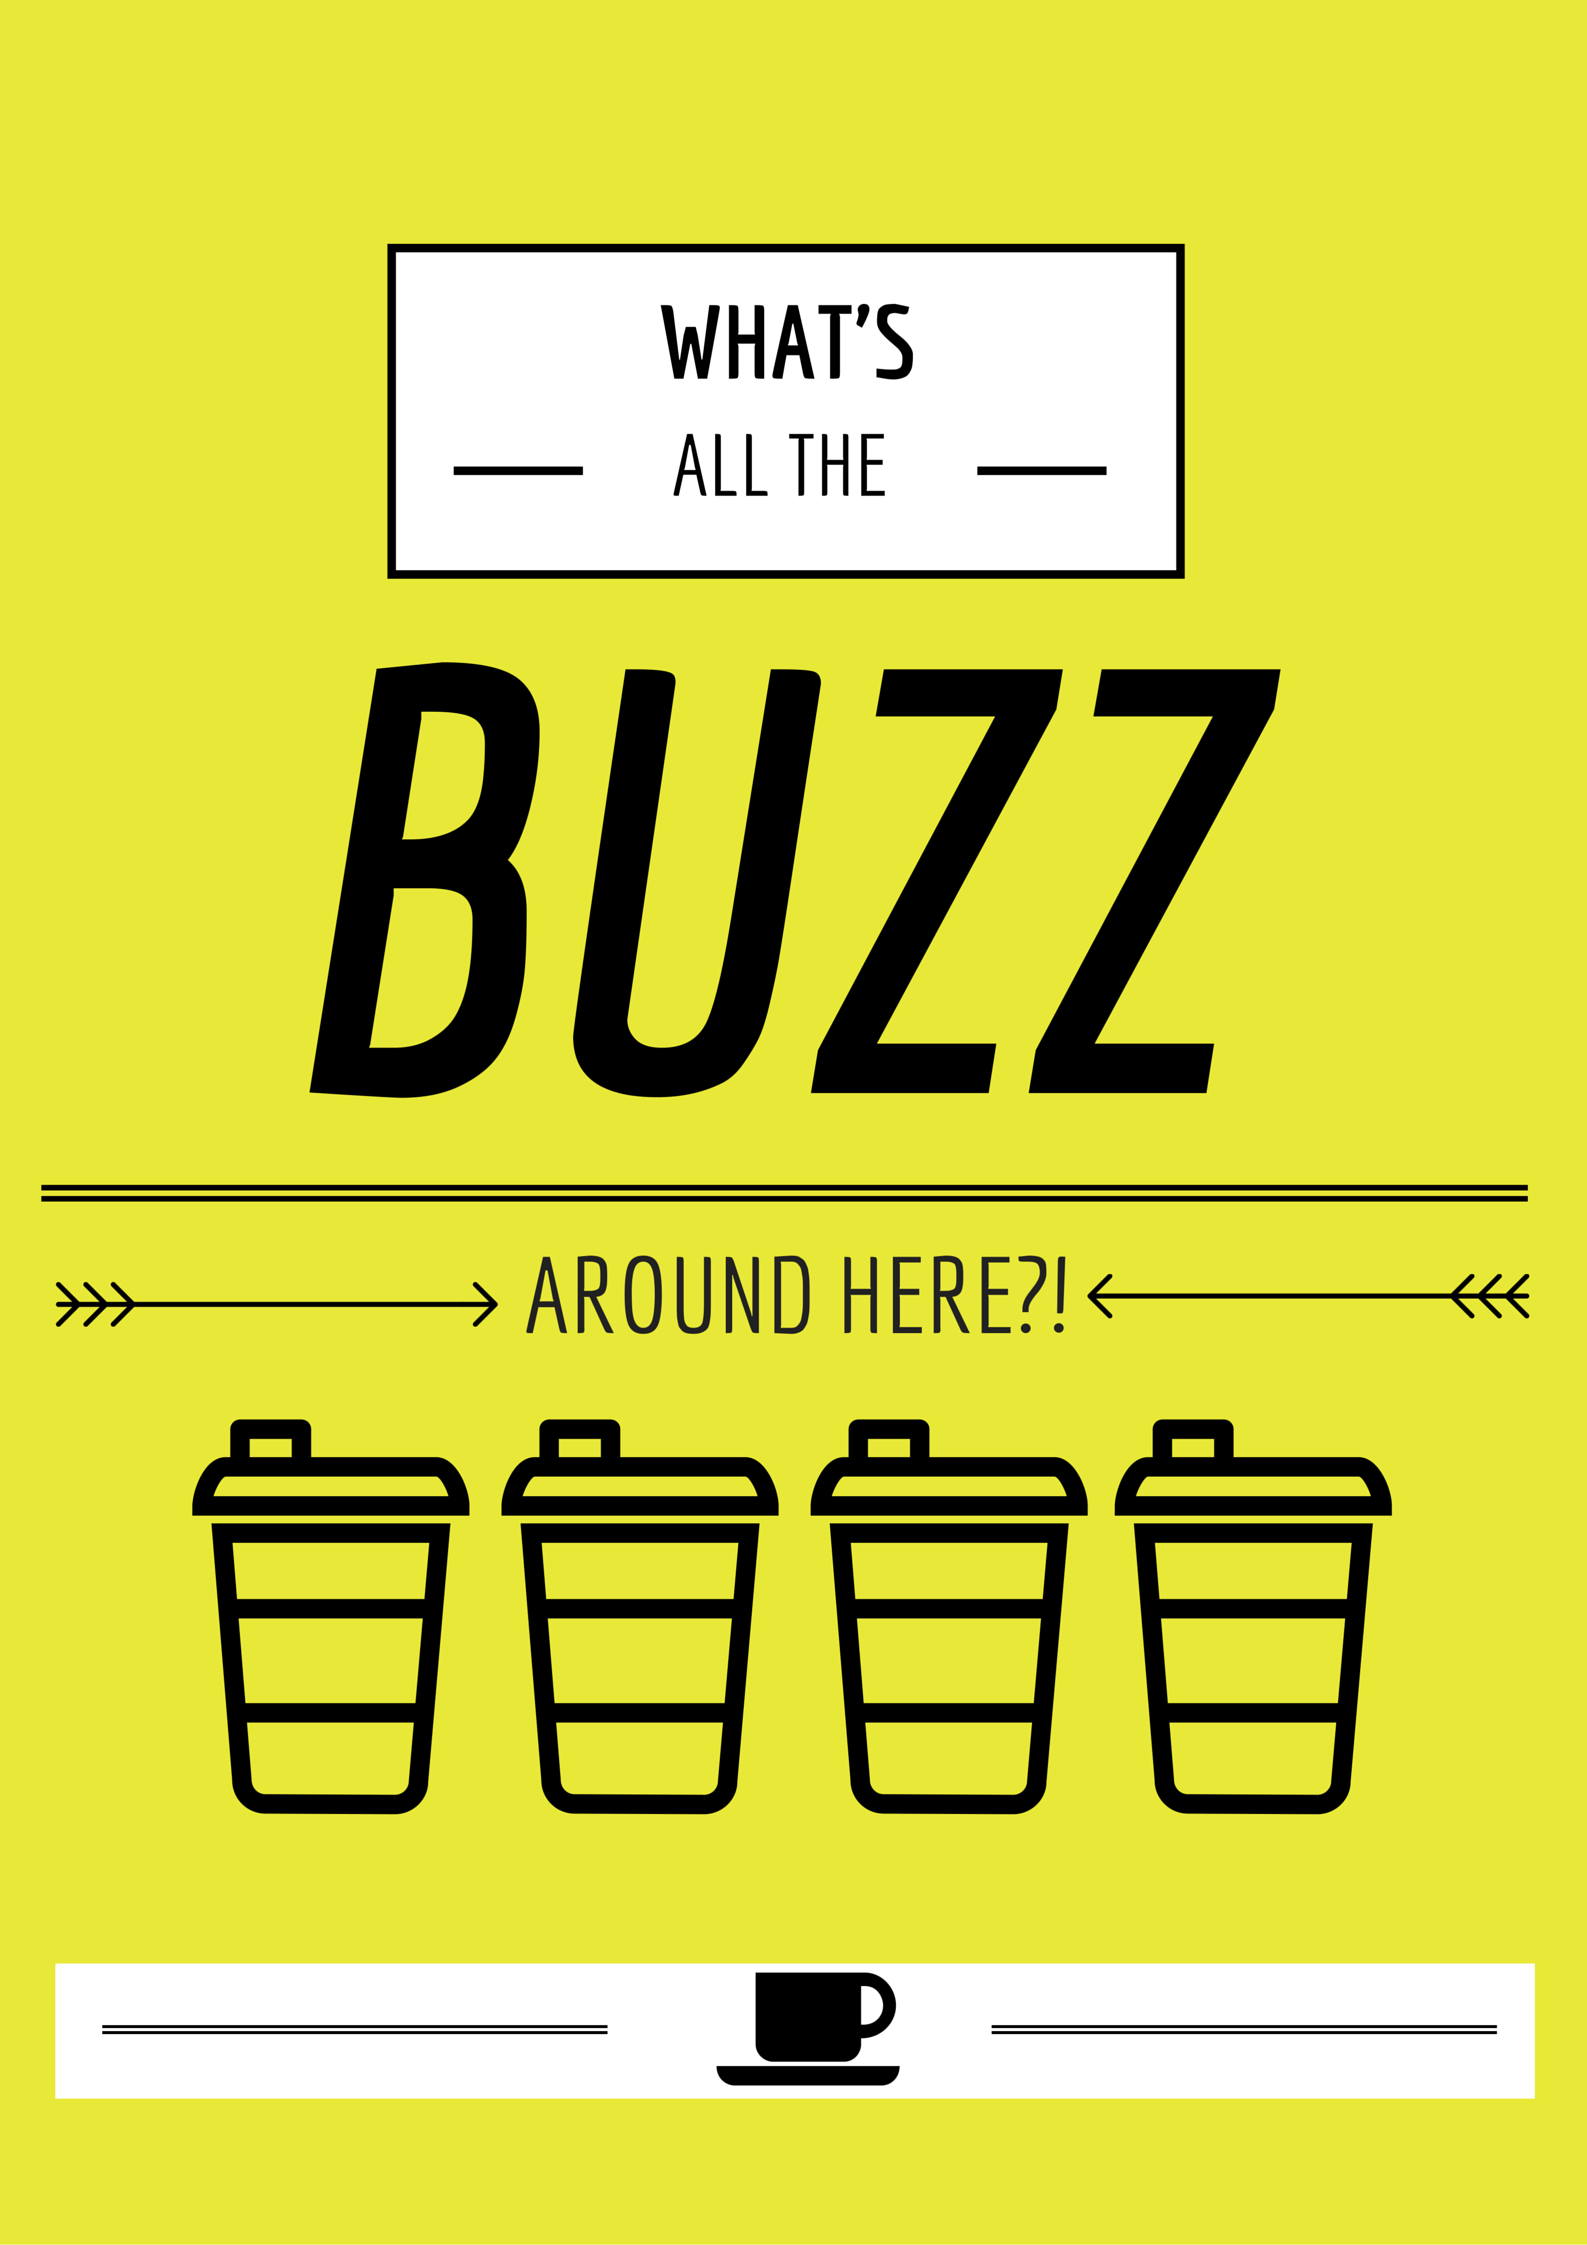 WHAT'S
ALL THE
BUZZ
AROUND HERE?!